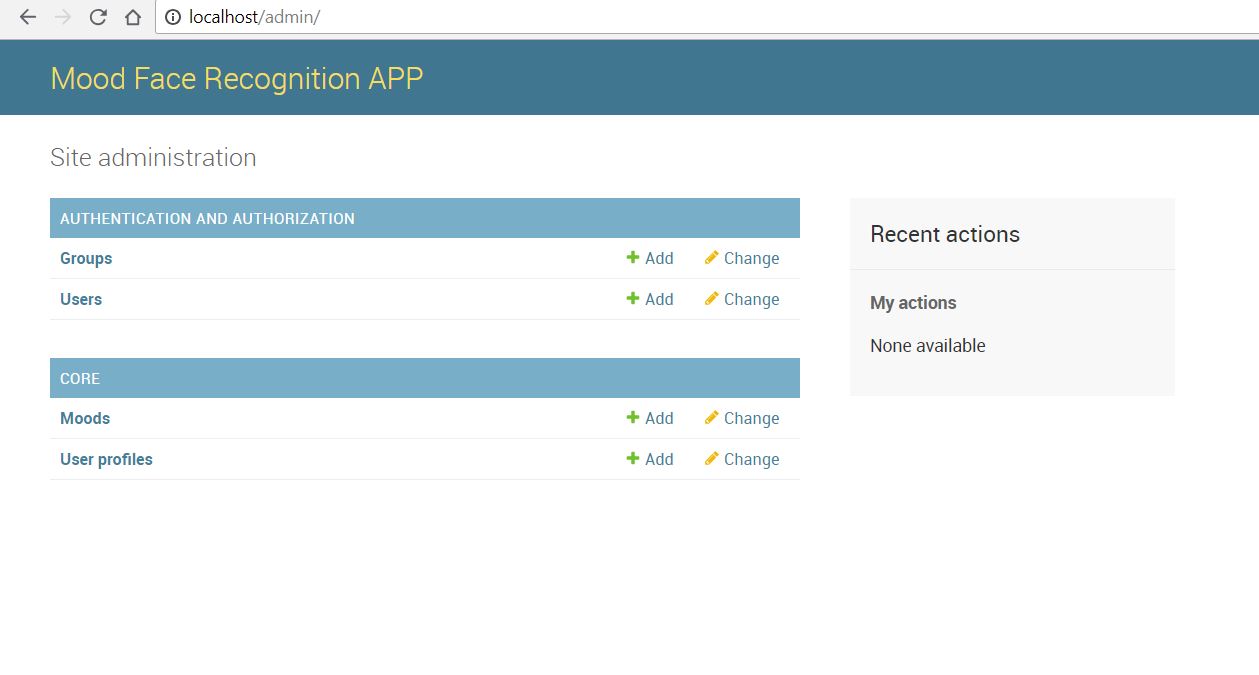 localhost/admin/
Mood Face Recognition APP
Site administration
AUTHENTICATION AND AUTHORIZATION
Groups Add Change
Users Add Change
CORE
Moods Add Change
User profiles Add Change
Recent actions
My actions
None available